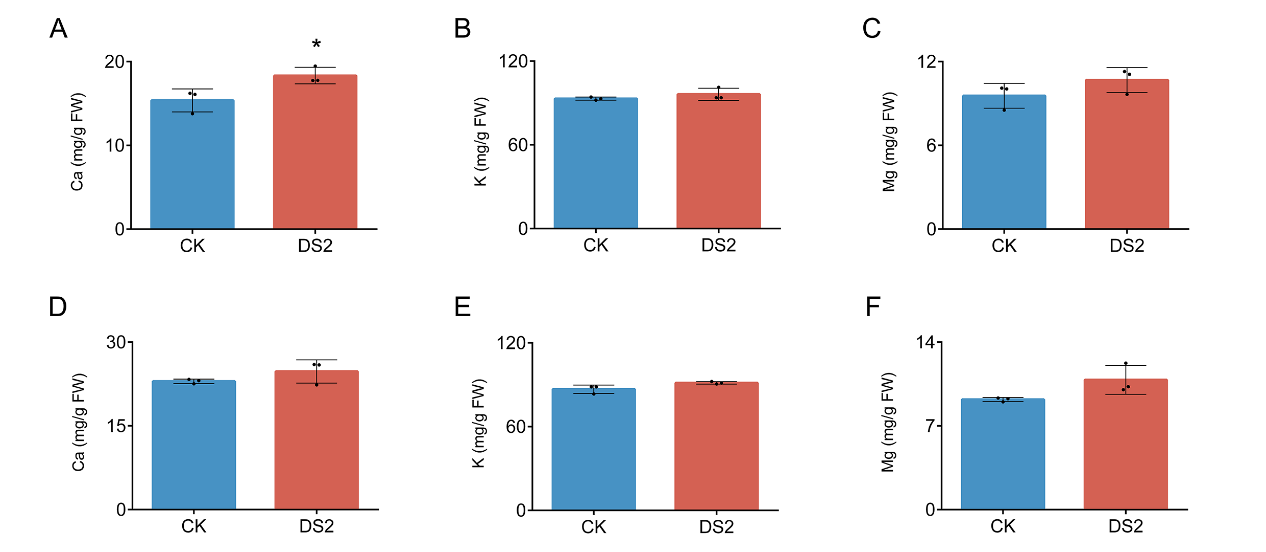 A
*
20
10
0
Ca (mg/g FW)
CK
DS2
B
120
60
0
K (mg/g FW)
CK
DS2
C
12
6
0
Mg (mg/g FW)
CK
DS2
D
30
15
0
Ca (mg/g FW)
CK
DS2
E
120
60
0
K (mg/g FW)
CK
DS2
F
14
7
0
Mg (mg/g FW)
CK
DS2